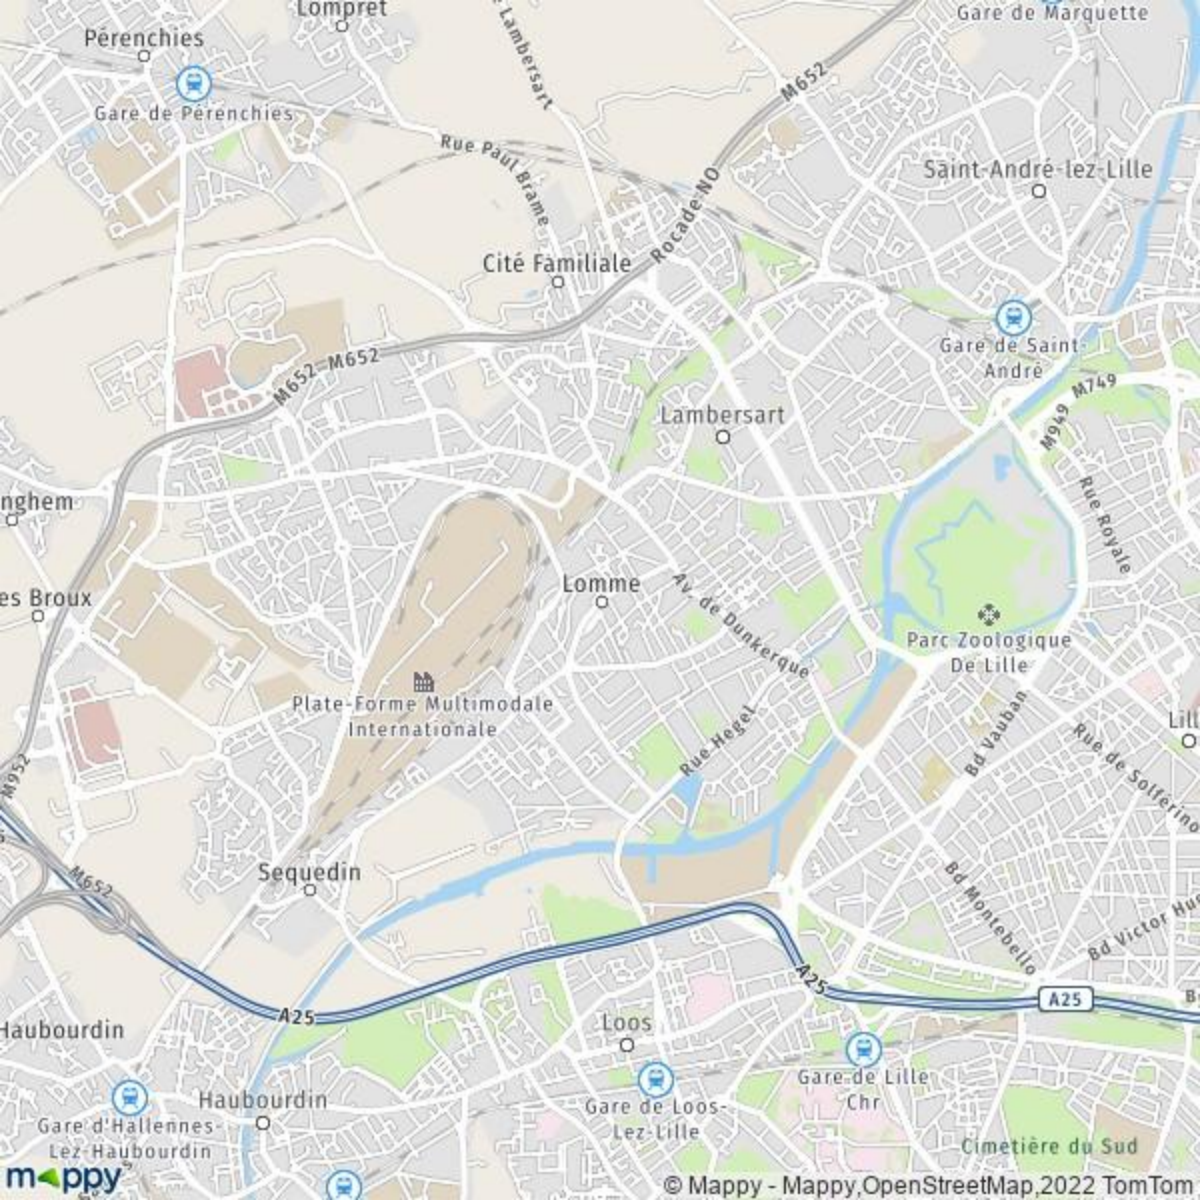 Lompret
Gare de Marquette
Pérenchies
Lambersart
M652
Gare de Pérenchies
Rue Paul Brame
Saint-André-lez-Lille
Rocade NO
Cité Familiale
Gare de Saint-
André
M652
M652
M749
Lambersart
M949
nghem
Rue Royale
Lomme
es Broux
Av. de Dunkerque
Parc Zoologique
De Lille
Plate-Forme Multimodale
Internationale
Lill
Rue Hegel
Bd Vauban
Rue de Solférino
M952
Sequedin
M652
Bd Montebello
Bd Victor Hu
A25
A25
A25
B
Haubourdin
Loos
Gare de Lille
Chr
Haubourdin
Gare d'Hallennes-
Lez-Haubourdin
Gare de Loos-
Lez-Lille
Cimetière du Sud
mappy
© Mappy - Mappy,OpenStreetMap,2022 TomTom